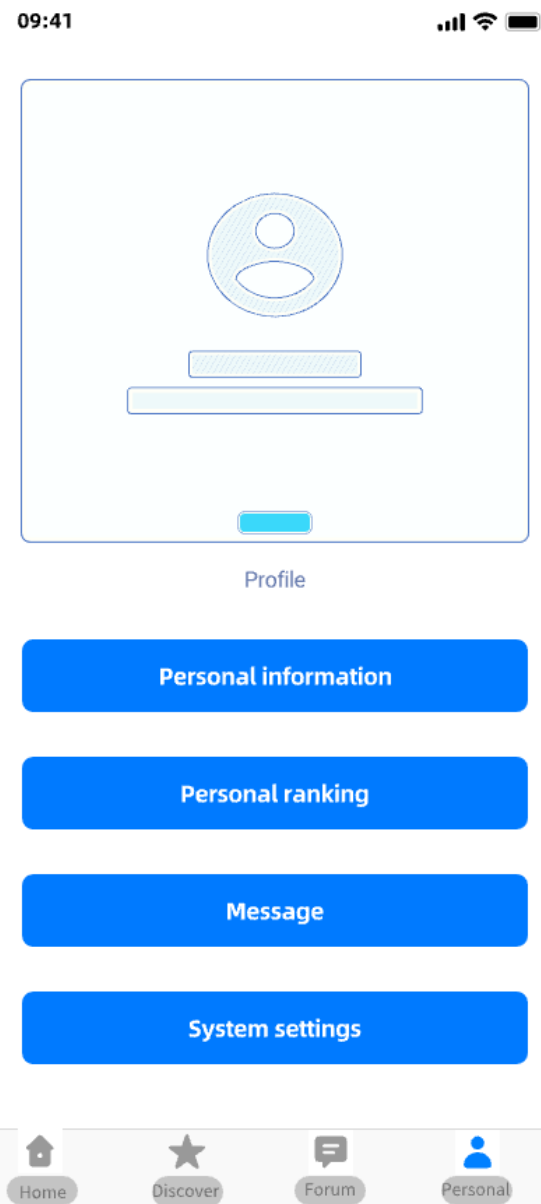 09:41
Profile
Personal information
Personal ranking
Message
System settings
Home
Discover
Forum
Personal